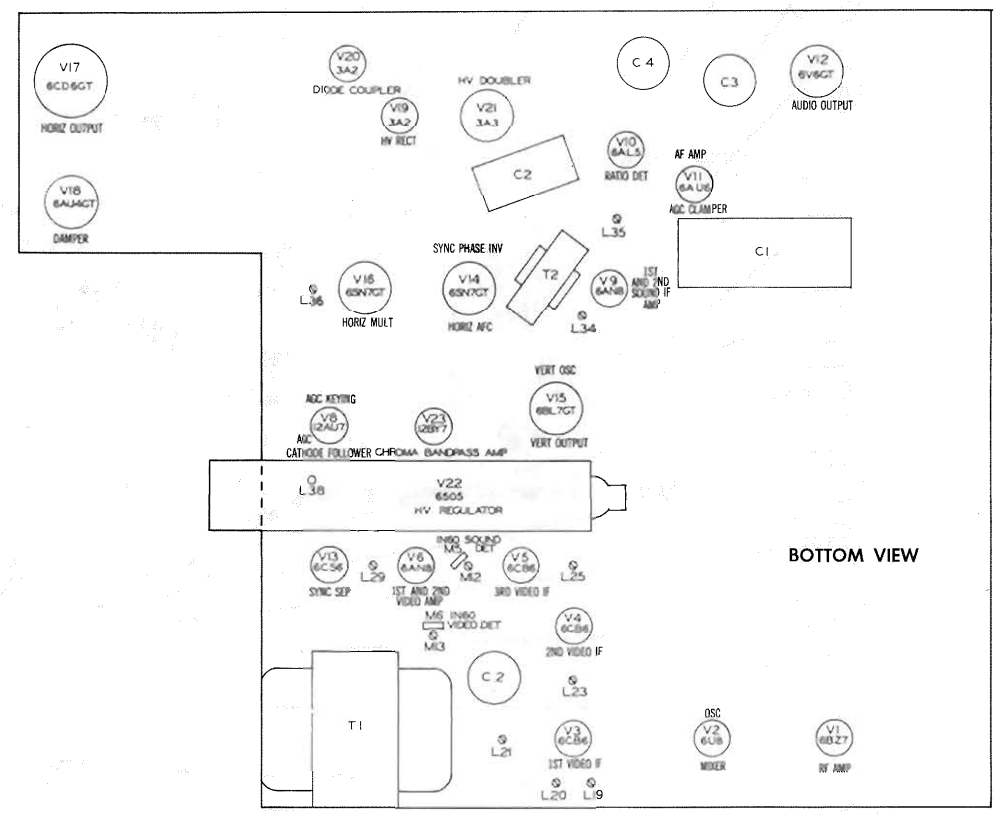 V17
6CD6GT
HORIZ OUTPUT
V20
3A2
DIODE COUPLER
V19
3A2
HV RECT
HV DOUBLER
V21
3A3
C 4
C3
V12
6V6GT
AUDIO OUTPUT
V10
6AL5
RATIO DET
AF AMP
V11
6AU6
AGC CLAMPER
C2
V18
6AU4GT
DAMPER
L35
C1
SYNC PHASE INV
L36
V16
6SN7GT
HORIZ MULT
V14
6SN7GT
HORIZ AFC
T2
V9
6AN8
1ST
AND 2ND
SOUND IF
AMP
L34
VERT OSC
V15
6BL7GT
VERT OUTPUT
AGC KEYING
V8
12AU7
AGC
CATHODE FOLLOWER
V23
12BY7
CHROMA BANDPASS AMP
L38
V22
6505
HV REGULATOR
BOTTOM VIEW
V13
6CS6
SYNC SEP
L29
V6
6AN8
1ST AND 2ND
VIDEO AMP
IN60 SOUND
M5 DET
M12
V5
6CB6
3RD VIDEO IF
L25
M6 IN60
VIDEO DET
M13
V4
6CB6
2ND VIDEO IF
C 2
L23
T1
L21
V3
6CB6
1ST VIDEO IF
L20
L19
OSC
V2
6U8
MIXER
V1
6BZ7
RF AMP